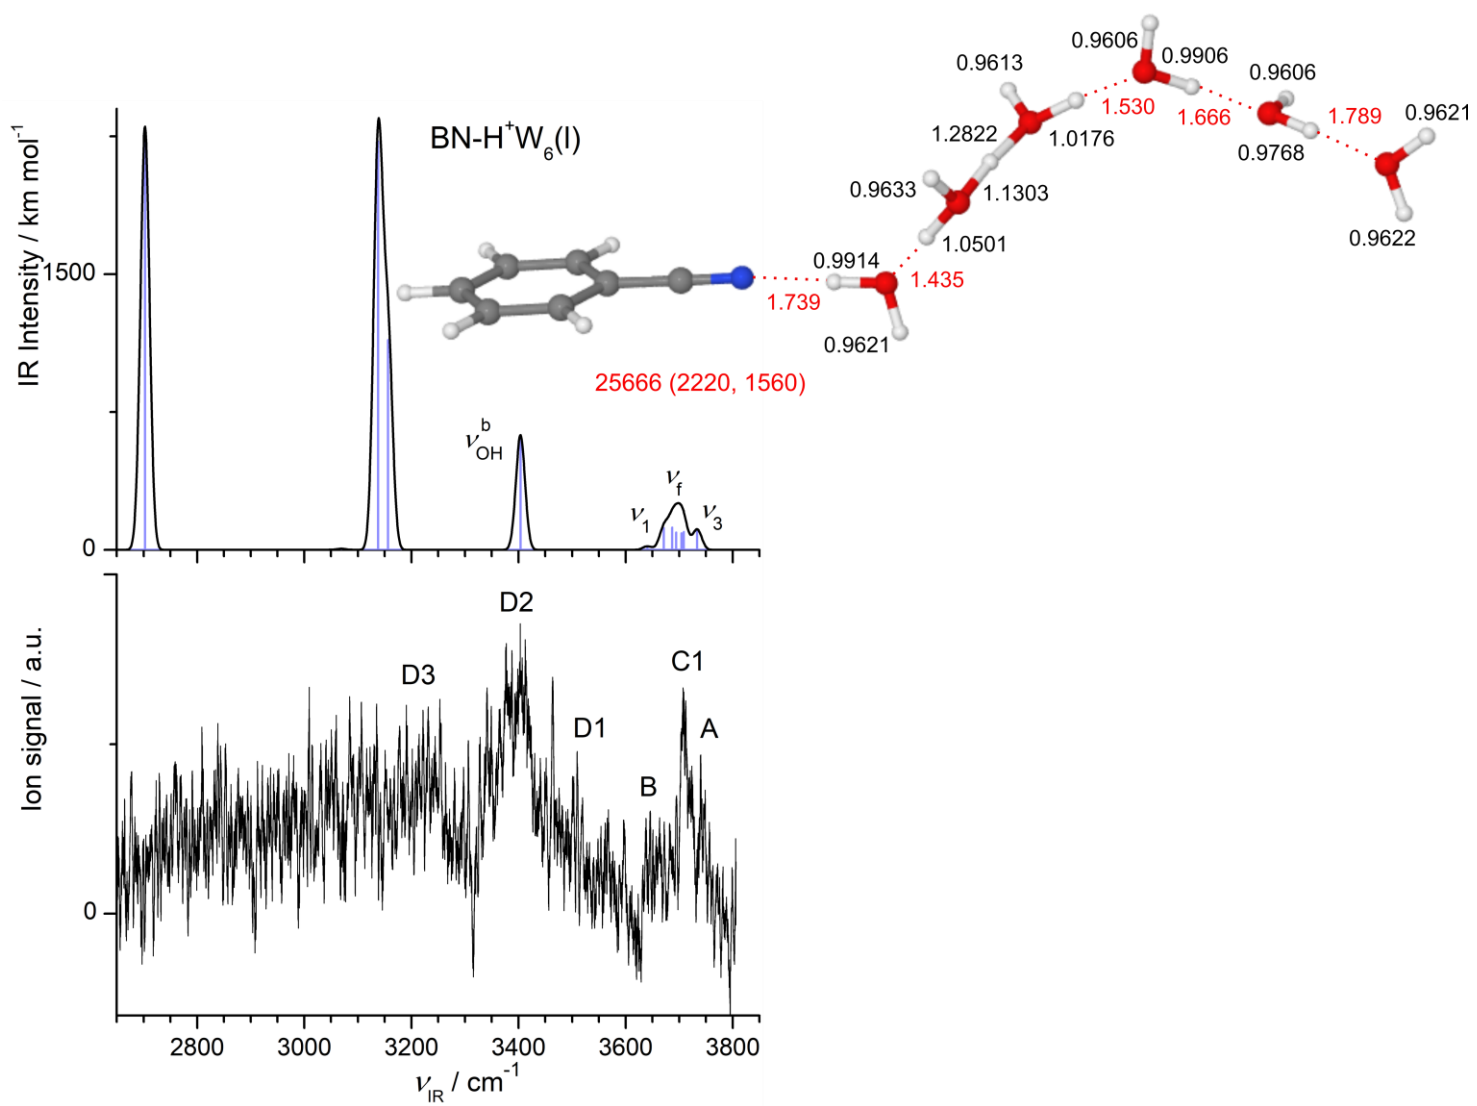 BN-H⁺W₆(I)
IR Intensity / km mol⁻¹
1500
0
0.9613
0.9606
0.9906
0.9606
1.530
1.666
1.789
0.9621
1.2822
1.0176
0.9768
0.9633
1.1303
0.9622
1.0501
0.9914
1.435
1.739
0.9621
25666 (2220, 1560)
ν_OH^b
ν₁
ν_f
ν₃
Ion signal / a.u.
0
D3
D2
D1
B
C1
A
2800 3000 3200 3400 3600 3800
ν_IR / cm⁻¹